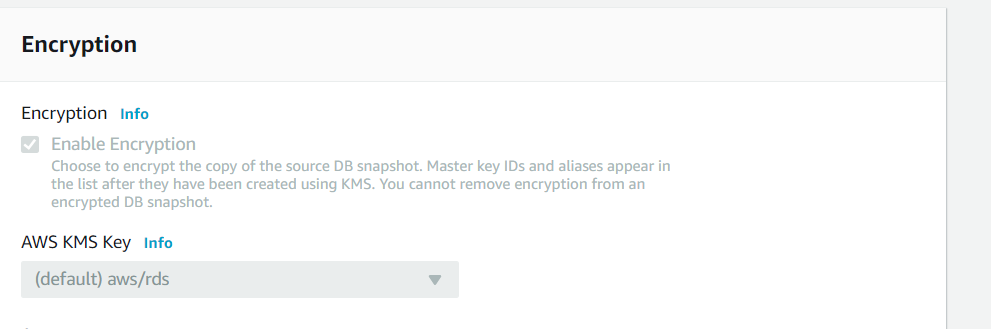 Encryption
Encryption Info
Enable Encryption
Choose to encrypt the copy of the source DB snapshot. Master key IDs and aliases appear in
the list after they have been created using KMS. You cannot remove encryption from an
encrypted DB snapshot.
AWS KMS Key Info
(default) aws/rds